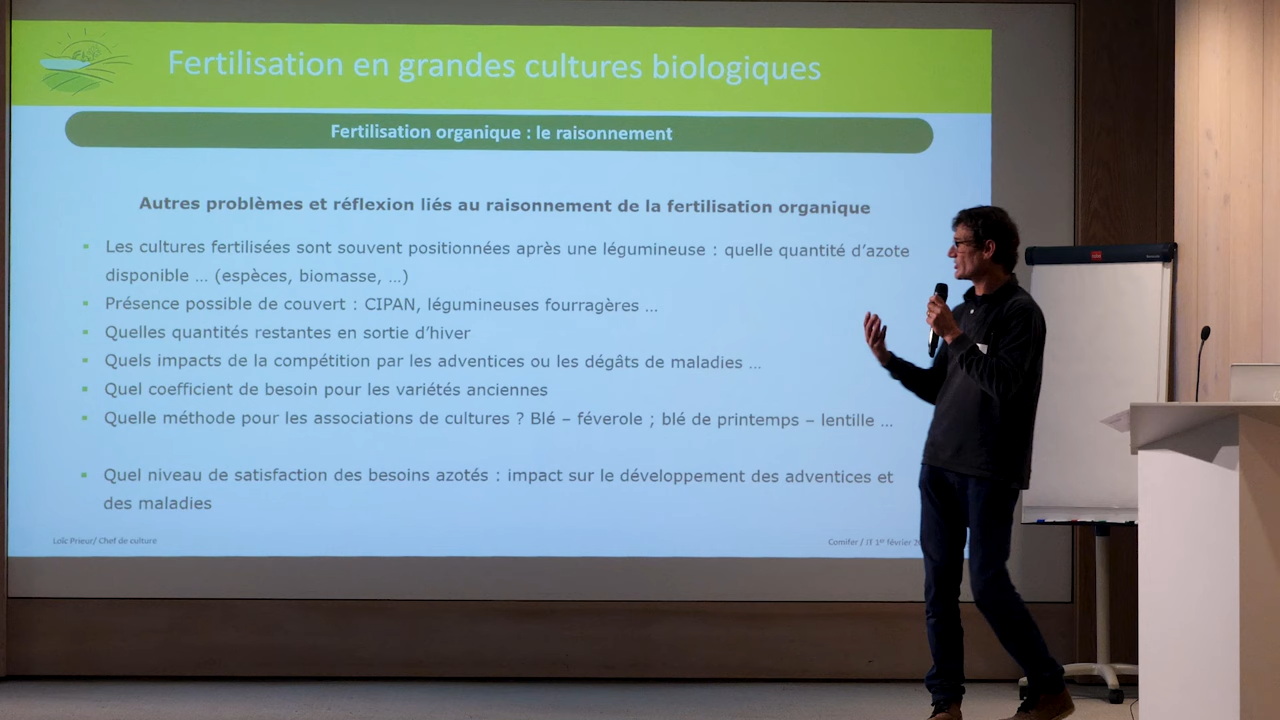 Fertilisation en grandes cultures biologiques
Fertilisation organique : le raisonnement
Autres problèmes et réflexion liés au raisonnement de la fertilisation organique
▪ Les cultures fertilisées sont souvent positionnées après une légumineuse : quelle quantité d’azote
disponible … (espèces, biomasse, …)
▪ Présence possible de couvert : CIPAN, légumineuses fourragères …
▪ Quelles quantités restantes en sortie d’hiver
▪ Quels impacts de la compétition par les adventices ou les dégâts de maladies …
▪ Quel coefficient de besoin pour les variétés anciennes
▪ Quelle méthode pour les associations de cultures ? Blé – féverole ; blé de printemps – lentille …
▪ Quel niveau de satisfaction des besoins azotés : impact sur le développement des adventices et
des maladies
Loïc Prieur/ Chef de culture
Comifer / JT 1er février